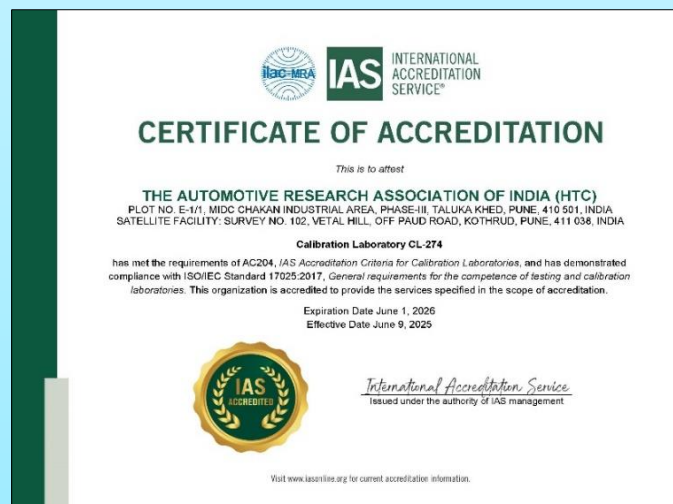 ilac-MRA
IAS
INTERNATIONAL
ACCREDITATION
SERVICE®
CERTIFICATE OF ACCREDITATION
This is to attest
THE AUTOMOTIVE RESEARCH ASSOCIATION OF INDIA (HTC)
PLOT NO. E-1/1, MIDC CHAKAN INDUSTRIAL AREA, PHASE-III, TALUKA KHED, PUNE, 410 501, INDIA
SATELLITE FACILITY: SURVEY NO. 102, VETAL HILL, OFF PAUD ROAD, KOTHRUD, PUNE, 411 038, INDIA
Calibration Laboratory CL-274
has met the requirements of AC204, IAS Accreditation Criteria for Calibration Laboratories, and has demonstrated
compliance with ISO/IEC Standard 17025:2017, General requirements for the competence of testing and calibration
laboratories. This organization is accredited to provide the services specified in the scope of accreditation.
Expiration Date June 1, 2026
Effective Date June 9, 2025
IAS
ACCREDITED
International Accreditation Service
Issued under the authority of IAS management
Visit www.iasonline.org for current accreditation information.